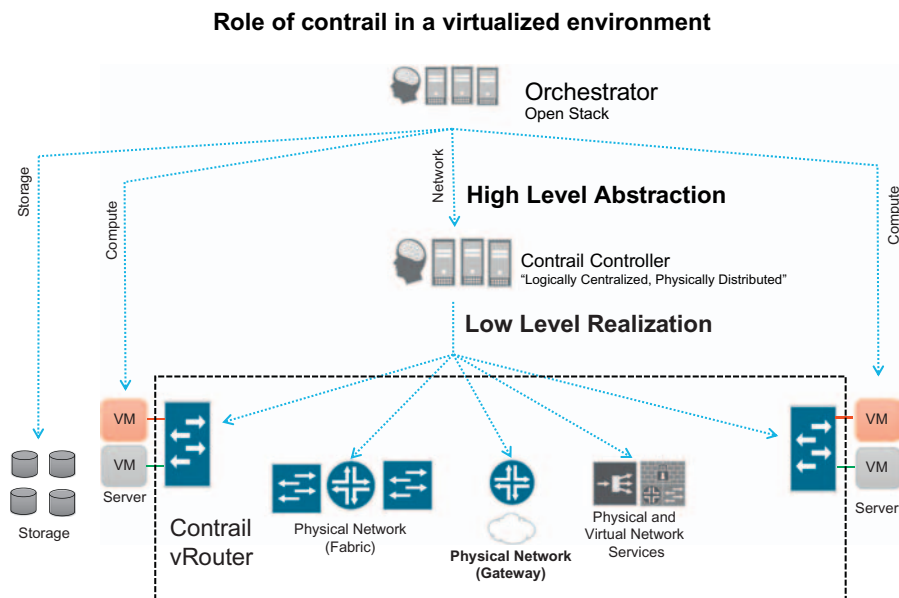 Role of contrail in a virtualized environment
Orchestrator
Open Stack
Storage
Compute
Network
Compute
High Level Abstraction
Contrail Controller
“Logically Centralized, Physically Distributed”
Low Level Realization
VM
VM
VM
VM
Server
Server
Storage
Contrail
vRouter
Physical Network
(Fabric)
Physical Network
(Gateway)
Physical and
Virtual Network
Services